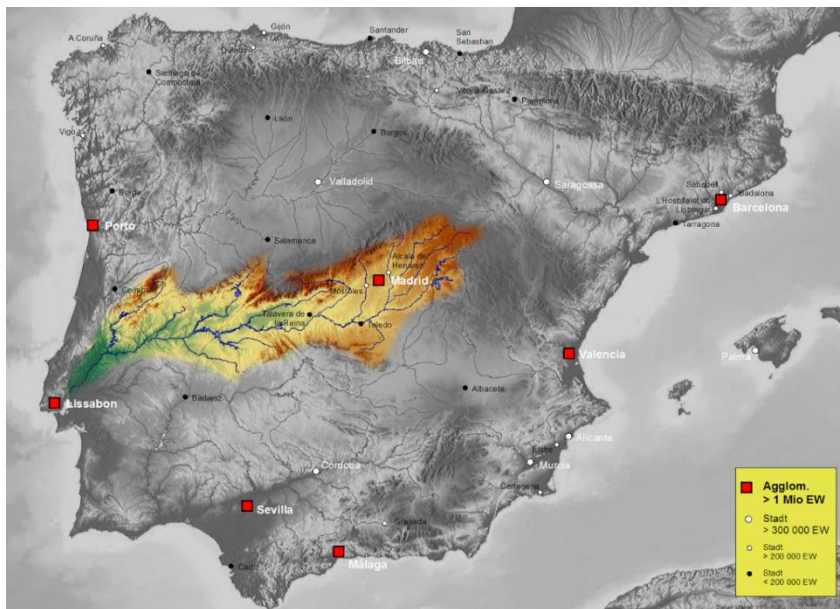 Gijón
A Coruña
Oviedo
Santander
San
Sebastian
Bilbao
Santiago de
Compostela
Vitoria-Gasteiz
Pamplona
Vigo
León
Burgos
Braga
Valladolid
Saragossa
Sabadell
Badalona
L'Hospitalet de
Llobregat
Barcelona
Tarragona
Porto
Salamanca
Alcalá de
Henares
Madrid
Móstoles
Coimbra
Talavera de
la Reina
Toledo
Valencia
Palma
Lissabon
Badajoz
Albacete
Alicante
Elche
Murcia
Cordoba
Cartagena
Sevilla
Granada
Cadiz
Málaga
Agglom.
> 1 Mio EW
Stadt
> 300 000 EW
Stadt
> 200 000 EW
Stadt
< 200 000 EW